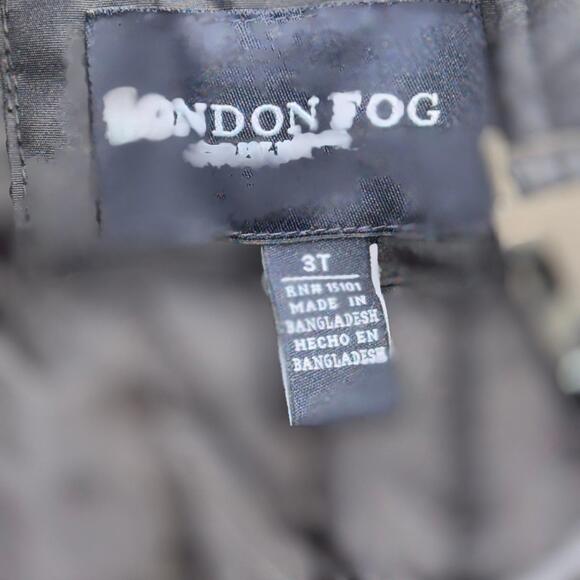 LONDON FOG
3T
RN# 15101
MADE IN
BANGLADESH
HECHO EN
BANGLADESH